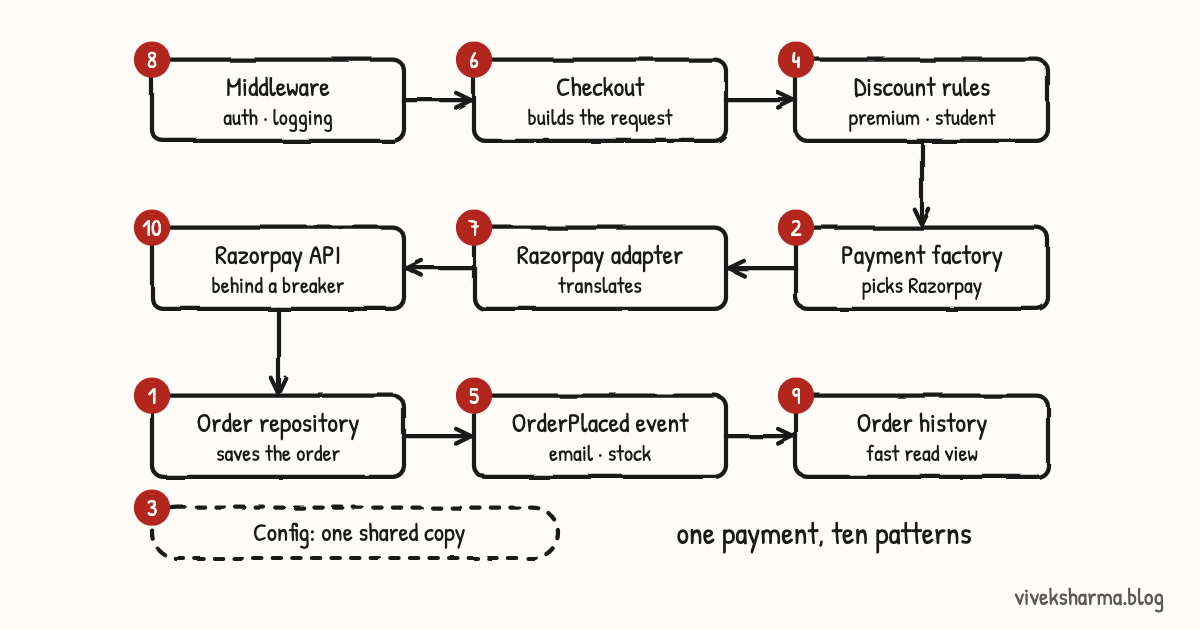 8
Middleware
auth · logging
6
Checkout
builds the request
4
Discount rules
premium · student
10
Razorpay API
behind a breaker
7
Razorpay adapter
translates
2
Payment factory
picks Razorpay
1
Order repository
saves the order
5
OrderPlaced event
email · stock
9
Order history
fast read view
3
Config: one shared copy
one payment, ten patterns
viveksharma.blog